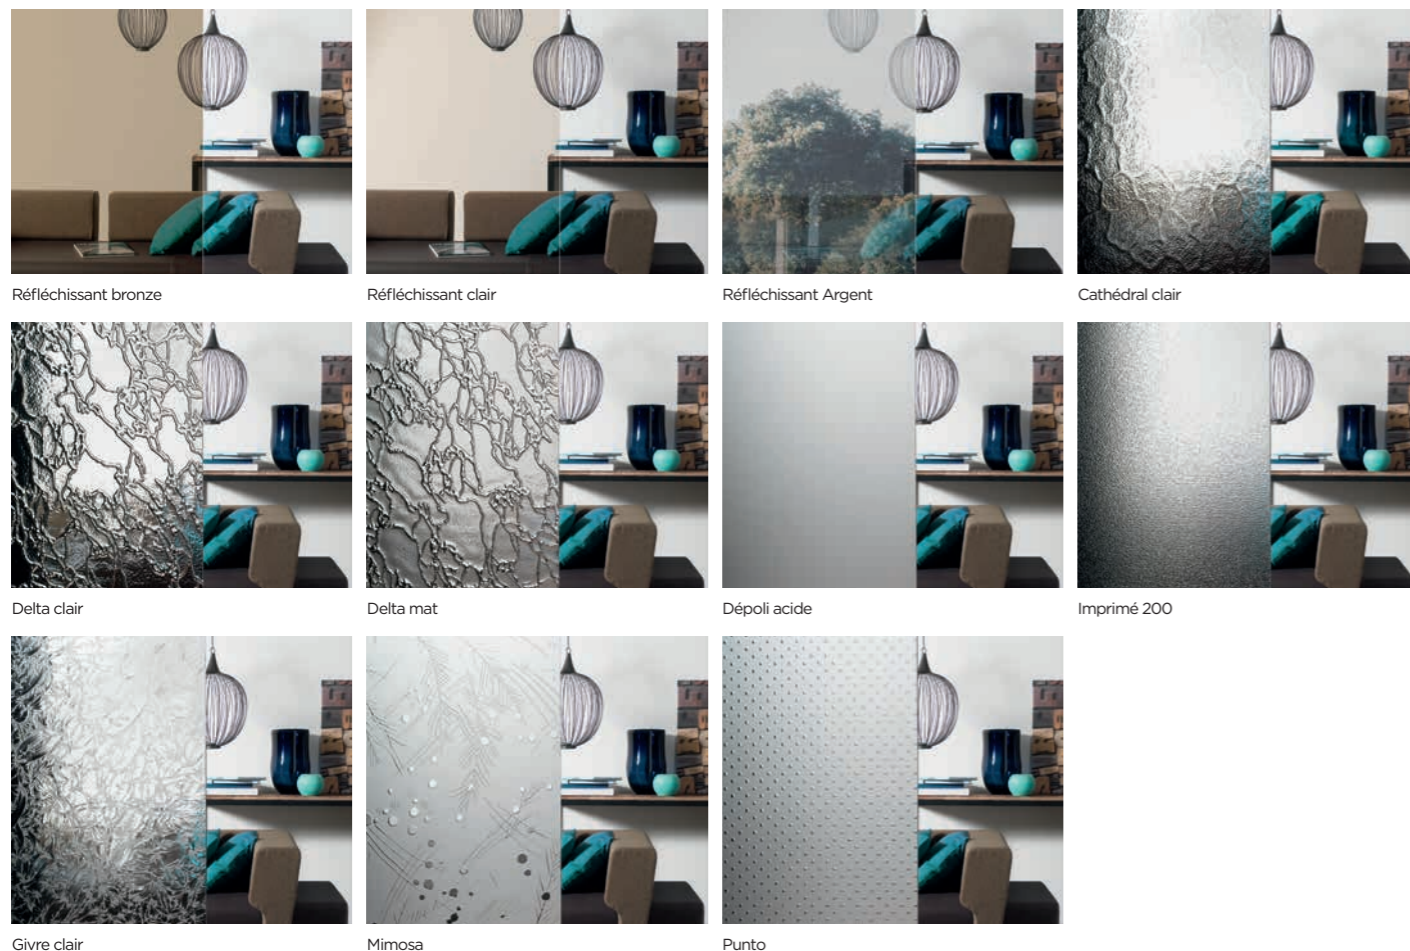 Réfléchissant bronze
Réfléchissant clair
Réfléchissant Argent
Cathédral clair
Delta clair
Delta mat
Dépoli acide
Imprimé 200
Givre clair
Mimosa
Punto